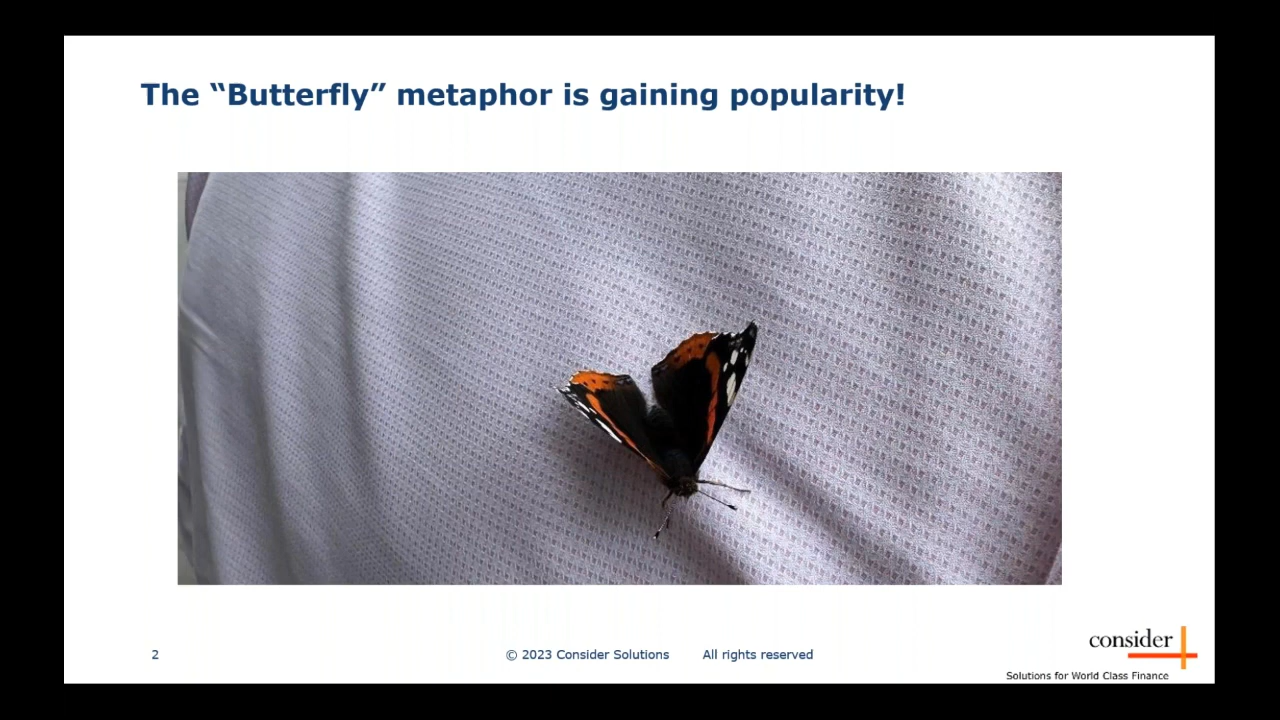 The “Butterfly” metaphor is gaining popularity!
2
© 2023 Consider Solutions All rights reserved
consider
Solutions for World Class Finance